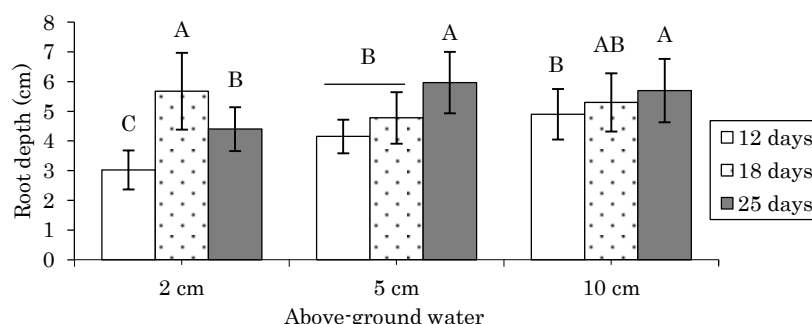 8
7
6
5
4
3
2
1
0
Root depth (cm)
C
A
B
B
A
B
AB
A
2 cm
5 cm
10 cm
Above-ground water
12 days
18 days
25 days